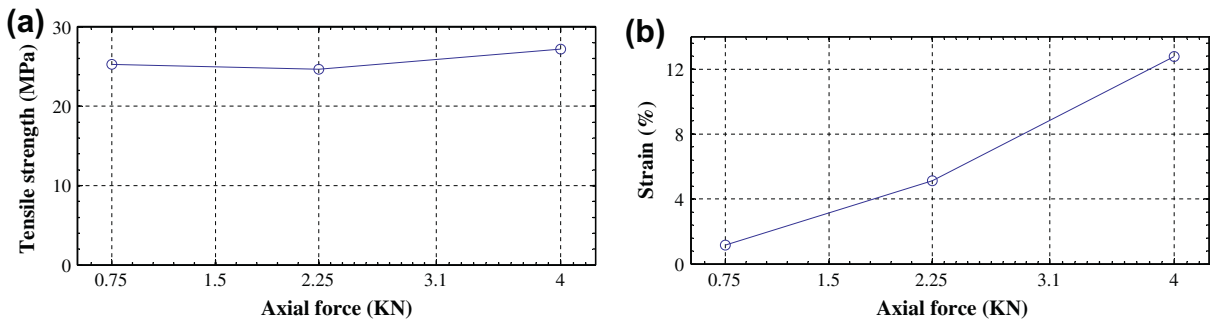 (a)
30
20
10
0
Tensile strength (MPa)
0.75 1.5 2.25 3.1 4
Axial force (KN)
(b)
12
8
4
0
Strain (%)
0.75 1.5 2.25 3.1 4
Axial force (KN)